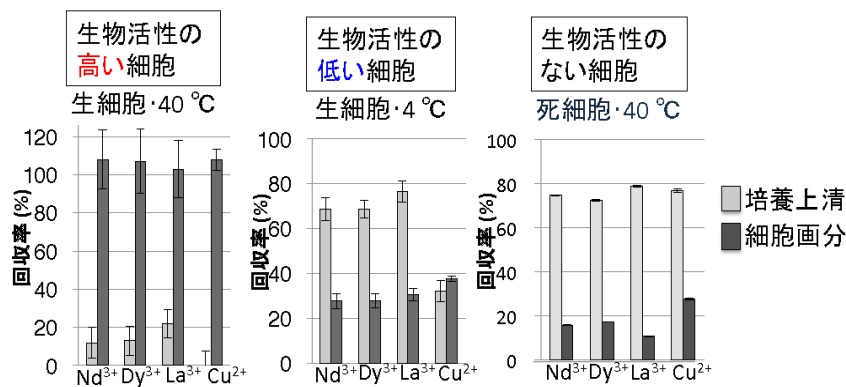 生物活性の
高い細胞
生細胞・40 ℃
生物活性の
低い細胞
生細胞・4 ℃
生物活性の
ない細胞
死細胞・40 ℃
回収率 (%)
120
100
80
60
40
20
0
Nd³⁺ Dy³⁺ La³⁺ Cu²⁺
回収率 (%)
100
80
60
40
20
0
Nd³⁺ Dy³⁺ La³⁺ Cu²⁺
回収率 (%)
100
80
60
40
20
0
Nd³⁺ Dy³⁺ La³⁺ Cu²⁺
培養上清
細胞画分